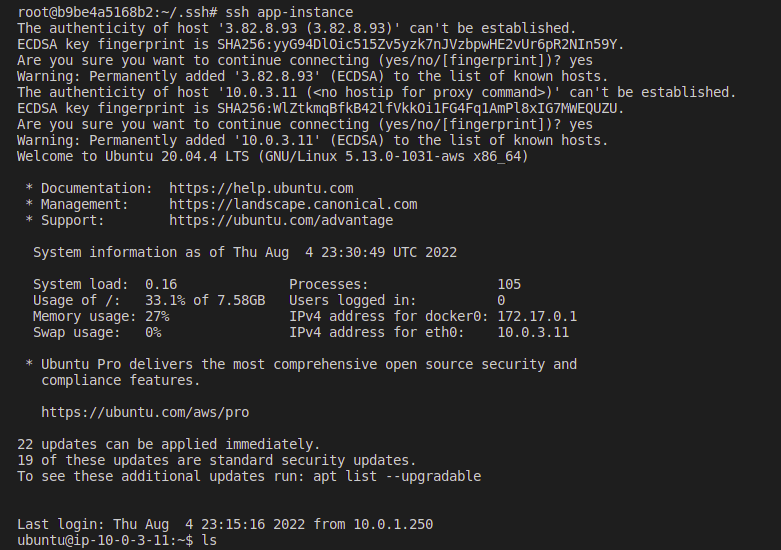 root@b9be4a5168b2:~/.ssh# ssh app-instance
The authenticity of host '3.82.8.93 (3.82.8.93)' can't be established.
ECDSA key fingerprint is SHA256:yyG94DlOic515Zv5yzk7nJVzbpwHE2vUr6pR2NIn59Y.
Are you sure you want to continue connecting (yes/no/[fingerprint])? yes
Warning: Permanently added '3.82.8.93' (ECDSA) to the list of known hosts.
The authenticity of host '10.0.3.11 (<no hostip for proxy command>)' can't be established.
ECDSA key fingerprint is SHA256:WlZtkmqBfkB42lfVkkOi1FG4Fq1AmPl8xIG7MWEQUZU.
Are you sure you want to continue connecting (yes/no/[fingerprint])? yes
Warning: Permanently added '10.0.3.11' (ECDSA) to the list of known hosts.
Welcome to Ubuntu 20.04.4 LTS (GNU/Linux 5.13.0-1031-aws x86_64)
* Documentation:  https://help.ubuntu.com
* Management:     https://landscape.canonical.com
* Support:        https://ubuntu.com/advantage
System information as of Thu Aug  4 23:30:49 UTC 2022
System load:  0.16               Processes:                105
Usage of /:   33.1% of 7.58GB   Users logged in:          0
Memory usage: 27%               IPv4 address for docker0: 172.17.0.1
Swap usage:   0%                IPv4 address for eth0:    10.0.3.11
* Ubuntu Pro delivers the most comprehensive open source security and
compliance features.
https://ubuntu.com/aws/pro
22 updates can be applied immediately.
19 of these updates are standard security updates.
To see these additional updates run: apt list --upgradable
Last login: Thu Aug  4 23:15:16 2022 from 10.0.1.250
ubuntu@ip-10-0-3-11:~$ ls